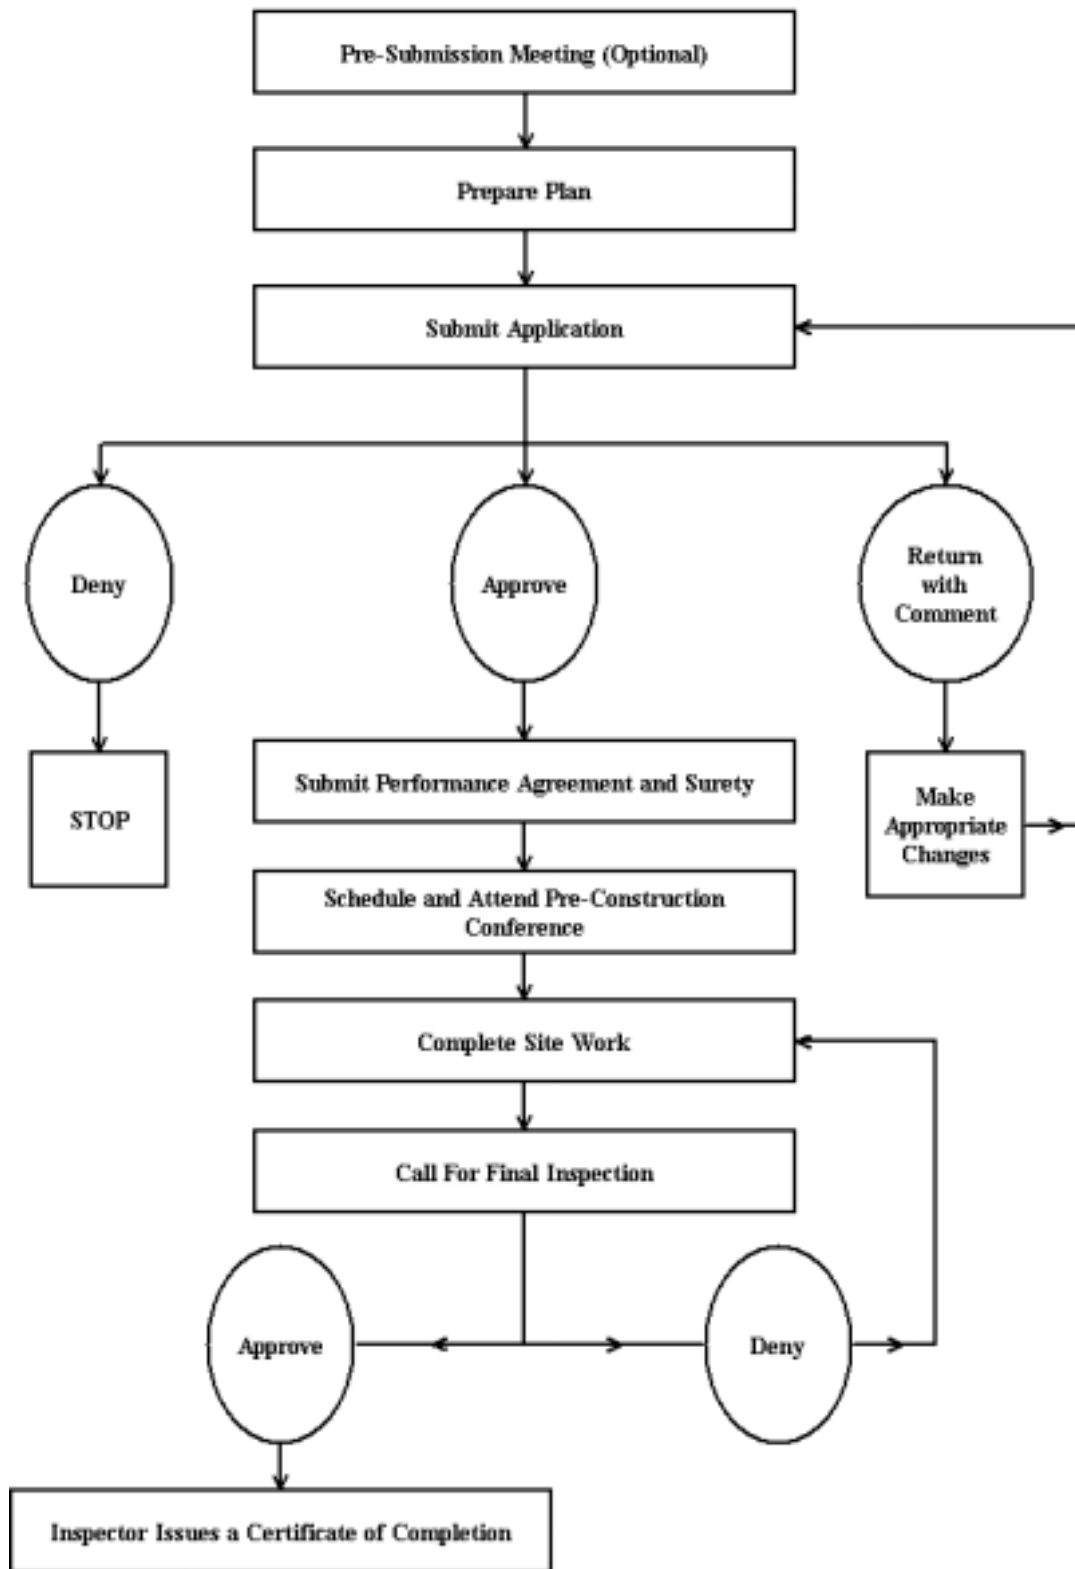 Pre-Submission Meeting (Optional)
Prepare Plan
Submit Application
Deny
Approve
Return
with
Comment
STOP
Submit Performance Agreement and Surety
Make
Appropriate
Changes
Schedule and Attend Pre-Construction
Conference
Complete Site Work
Call For Final Inspection
Approve
Deny
Inspector Issues a Certificate of Completion